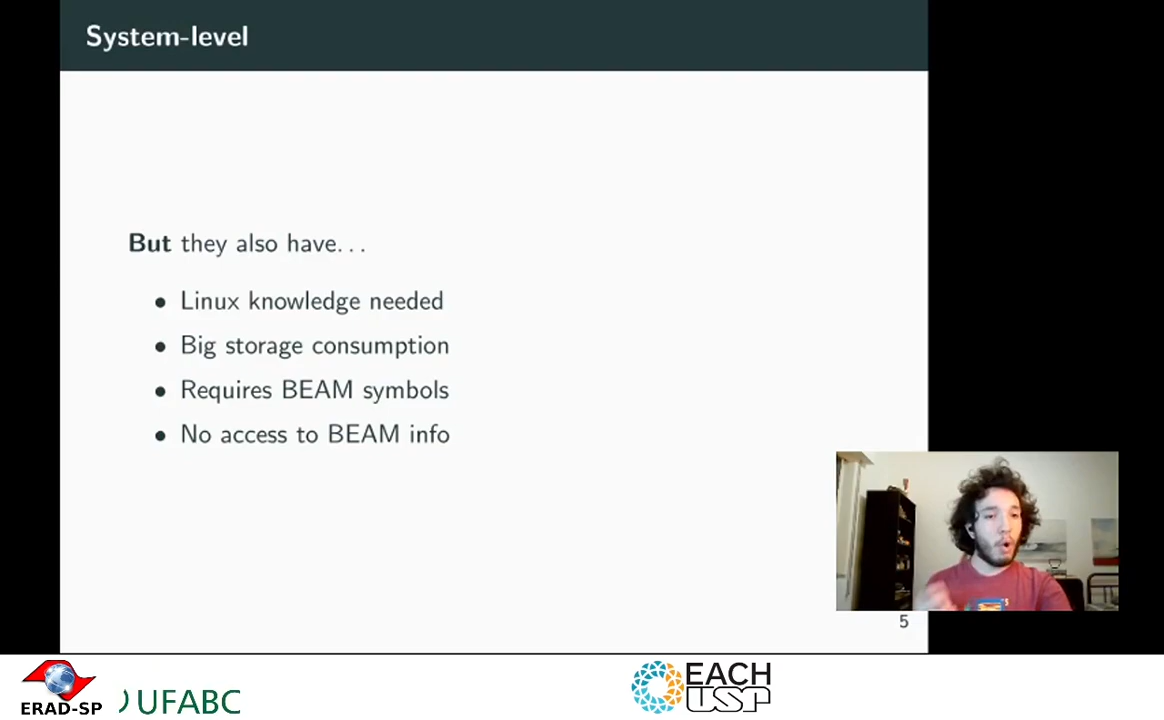 System-level
But they also have...
• Linux knowledge needed
• Big storage consumption
• Requires BEAM symbols
• No access to BEAM info
5
ERAD-SP
UFABC
EACH
USP